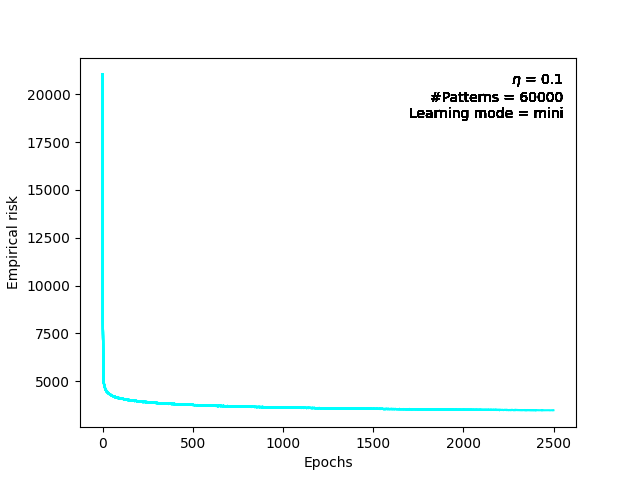 η = 0.1
#Patterns = 60000
Learning mode = mini
20000
17500
15000
12500
10000
7500
5000
Empirical risk
0 500 1000 1500 2000 2500
Epochs